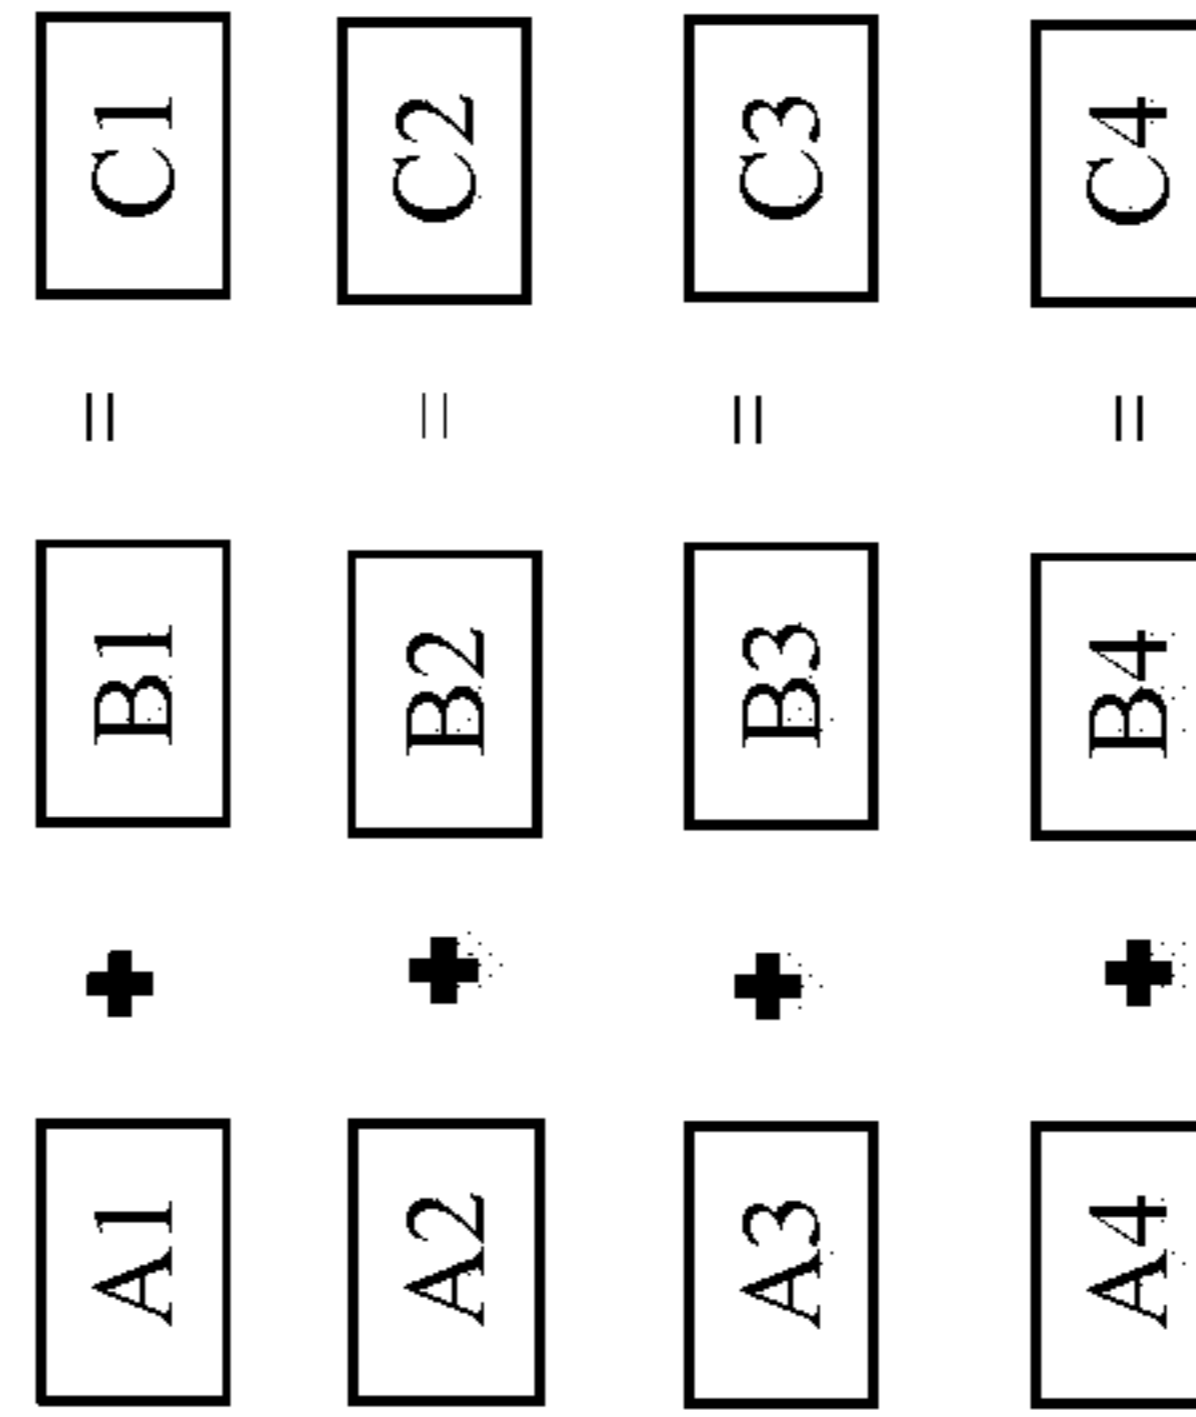 A1 + B1 = C1
A2 + B2 = C2
A3 + B3 = C3
A4 + B4 = C4